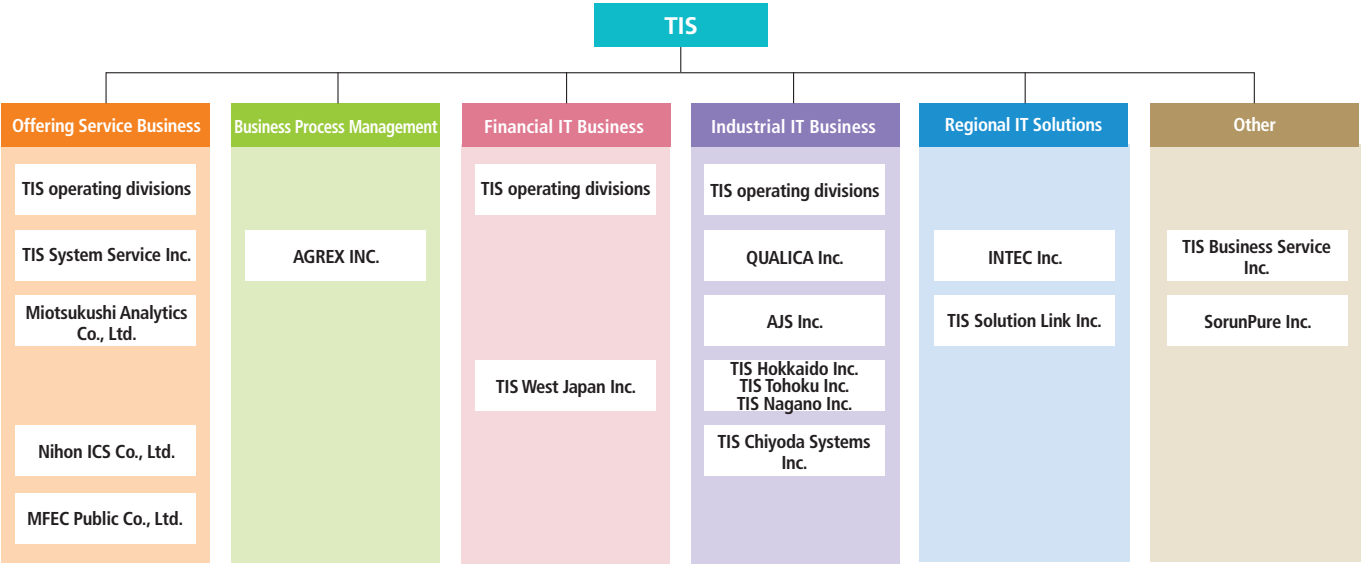 TIS
Offering Service Business
TIS operating divisions
TIS System Service Inc.
Miotsukushi Analytics
Co., Ltd.
Nihon ICS Co., Ltd.
MFEC Public Co., Ltd.
Business Process Management
AGREX INC.
Financial IT Business
TIS operating divisions
TIS West Japan Inc.
Industrial IT Business
TIS operating divisions
QUALICA Inc.
AJS Inc.
TIS Hokkaido Inc.
TIS Tohoku Inc.
TIS Nagano Inc.
TIS Chiyoda Systems
Inc.
Regional IT Solutions
INTEC Inc.
TIS Solution Link Inc.
Other
TIS Business Service
Inc.
SorunPure Inc.